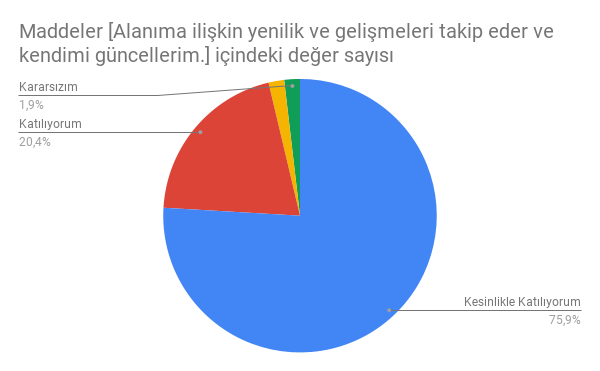 Maddeler [Alanıma ilişkin yenilik ve gelişmeleri takip eder ve
kendimi güncellerim.] içindeki değer sayısı
Kararsızım
1,9%
Katılıyorum
20,4%
Kesinlikle Katılıyorum
75,9%